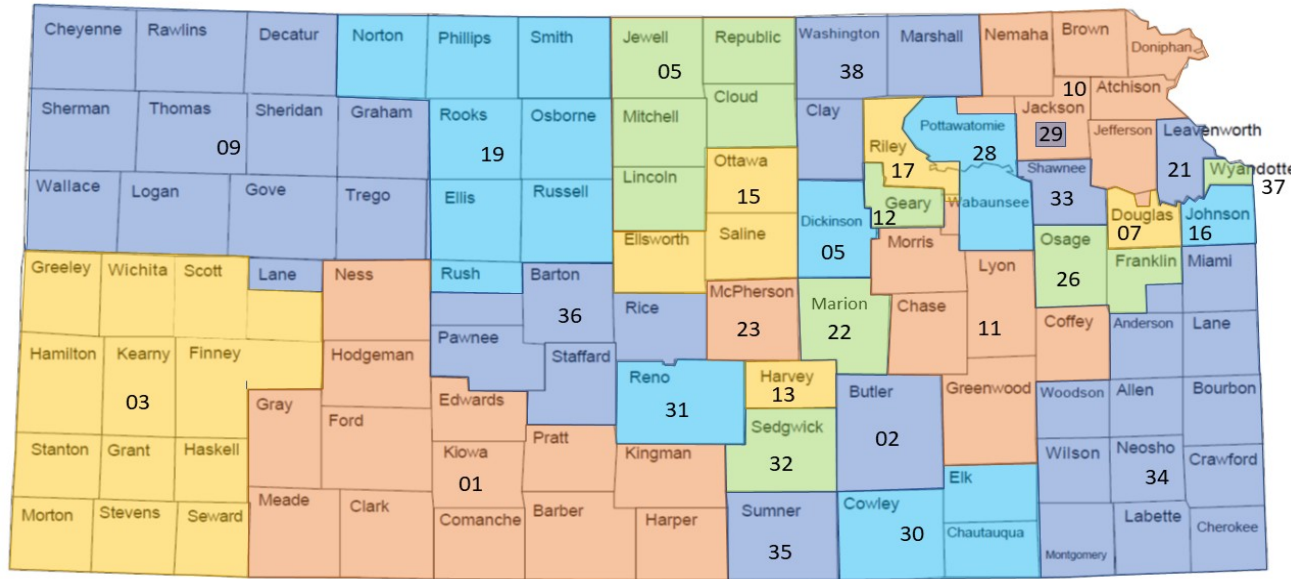 Cheyenne
Rawlins
Decatur
Norton
Phillips
Smith
Jewell
Republic
Washington
Marshall
Nemaha
Brown
Doniphan
05
38
10
Atchison
Sherman
Thomas
Sheridan
Graham
Rooks
Osborne
Mitchell
Cloud
Clay
Pottawatomie
Jackson
Jefferson
Leavenworth
09
19
Riley
28
29
Ottawa
17
15
Shawnee
33
21
Wyandotte
37
Wallace
Logan
Gove
Trego
Ellis
Russell
Lincoln
Saline
Dickinson
05
12
Geary
Wabaunsee
Douglas
07
Johnson
16
Ellsworth
Morris
Osage
26
Franklin
Miami
Greeley
Wichita
Scott
Lane
Ness
Rush
Barton
36
Rice
McPherson
23
Marion
22
Chase
Lyon
11
Coffey
Anderson
Lane
Hamilton
Kearny
Finney
03
Hodgeman
Pawnee
Staffard
Reno
31
Harvey
13
Butler
02
Greenwood
Woodson
Allen
Bourbon
Gray
Ford
Edwards
Stanton
Grant
Haskell
Kiowa
01
Pratt
Kingman
Sedgwick
32
Wilson
Neosho
34
Crawford
Morton
Stevens
Seward
Meade
Clark
Comanche
Barber
Harper
Sumner
35
Cowley
30
Elk
Chautauqua
Montgomery
Labette
Cherokee